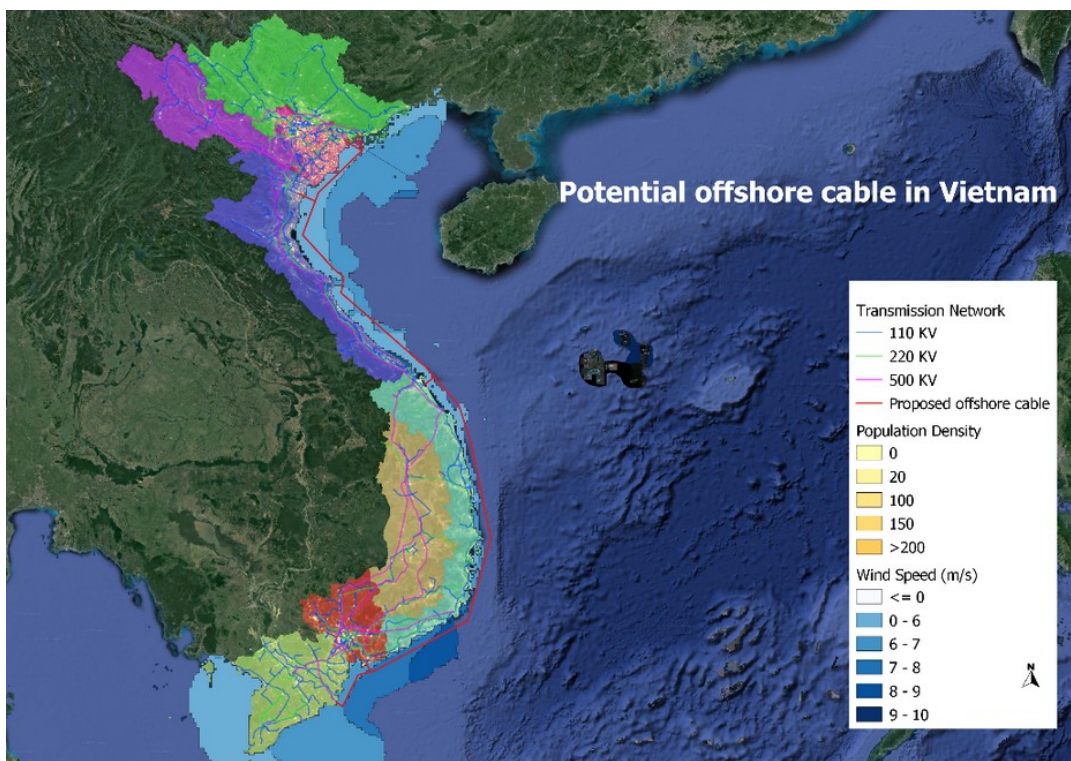 Potential offshore cable in Vietnam
Transmission Network
110 KV
220 KV
500 KV
Proposed offshore cable
Population Density
0
20
100
150
>200
Wind Speed (m/s)
<= 0
0 - 6
6 - 7
7 - 8
8 - 9
9 - 10
N